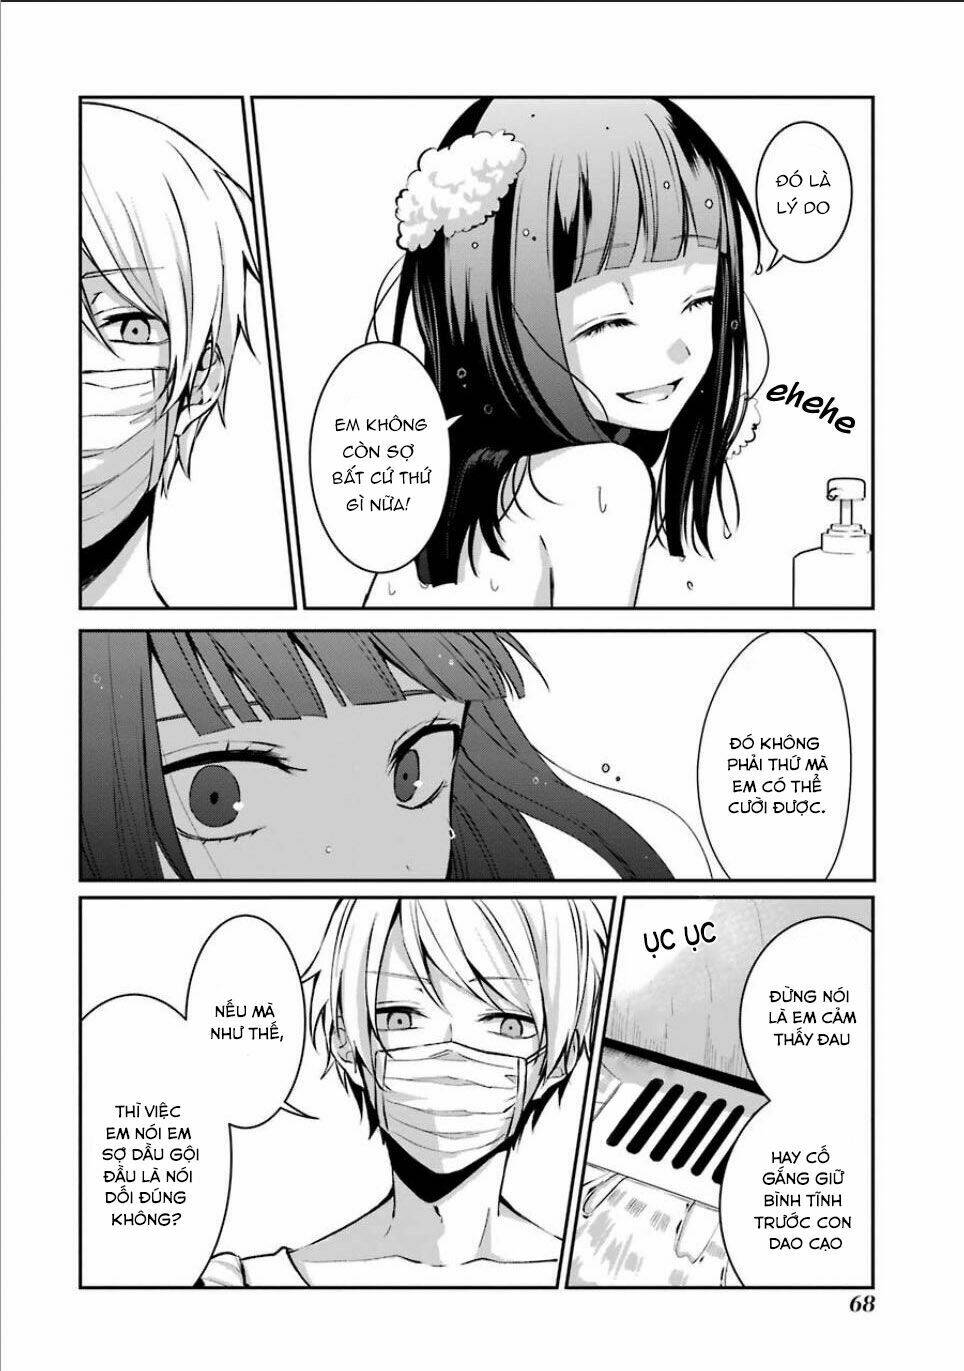 ĐÓ LÀ
LÝ DO
EM KHÔNG
CÒN SỢ
BẤT CỨ THỨ
GÌ NỮA!
ehehe
ĐÓ KHÔNG
PHẢI THỨ MÀ
EM CÓ THỂ
CƯỜI ĐƯỢC.
ỤC ỤC
ĐỪNG NÓI
LÀ EM CẢM
THẤY ĐAU
HAY CỐ
GẮNG GIỮ
BÌNH TĨNH
TRƯỚC CON
DAO CẠO
NẾU MÀ
NHƯ THẾ,
THÌ VIỆC
EM NÓI EM
SỢ DẦU GỘI
ĐẦU LÀ NÓI
DỐI ĐÚNG
KHÔNG?
68